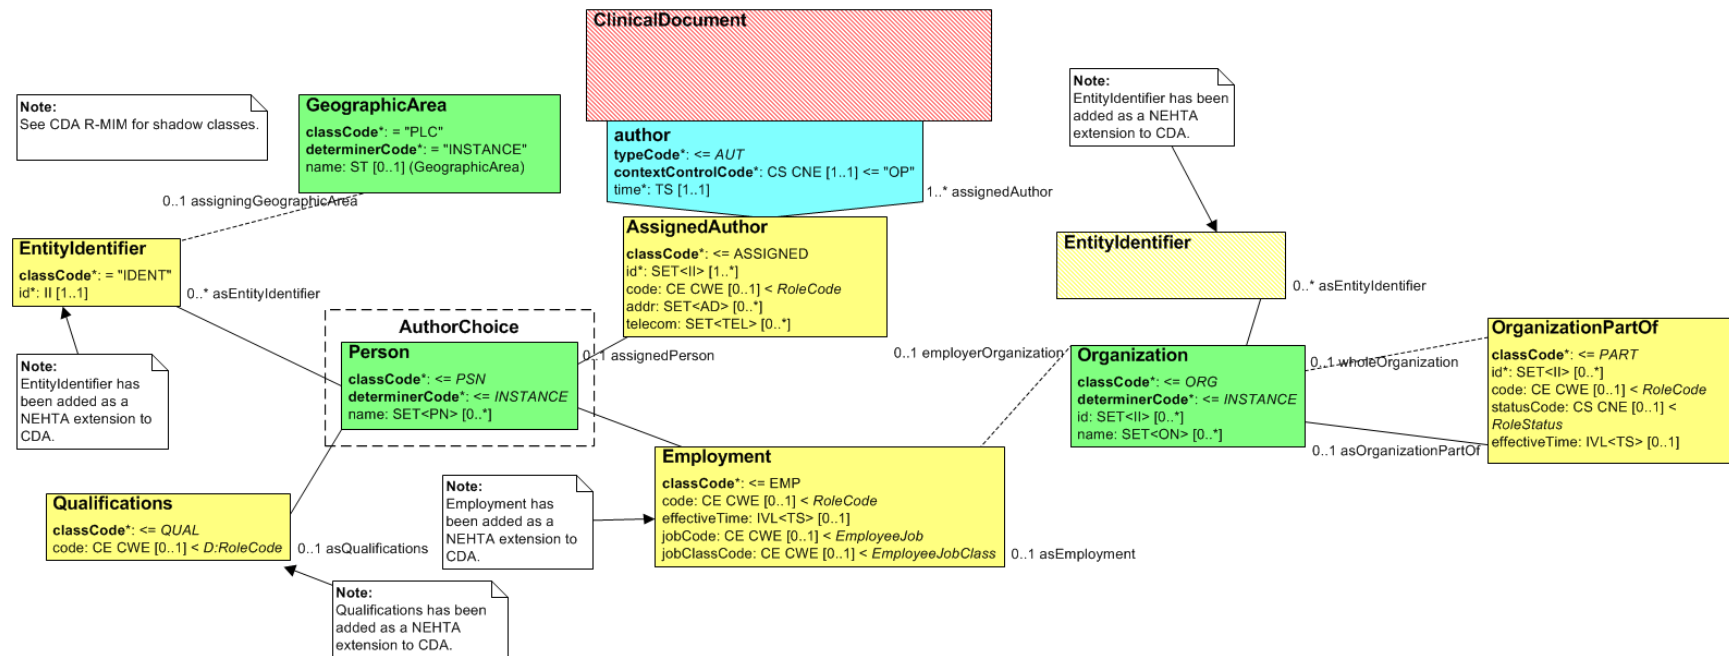 ClinicalDocument
Note:
See CDA R-MIM for shadow classes.
GeographicArea
classCode*: = "PLC"
determinerCode*: = "INSTANCE"
name: ST [0..1] (GeographicArea)
author
typeCode*: <= AUT
contextControlCode*: CS CNE [1..1] <= "OP"
time*: TS [1..1]
Note:
EntityIdentifier has been
added as a NEHTA
extension to CDA.
0..1 assigningGeographicArea
1..* assignedAuthor
EntityIdentifier
classCode*: = "IDENT"
id*: II [1..1]
0..* asEntityIdentifier
AssignedAuthor
classCode*: <= ASSIGNED
id*: SET<II> [1..*]
code: CE CWE [0..1] < RoleCode
addr: SET<AD> [0..*]
telecom: SET<TEL> [0..*]
EntityIdentifier
0..* asEntityIdentifier
Note:
EntityIdentifier has
been added as a
NEHTA extension to
CDA.
AuthorChoice
Person
classCode*: <= PSN
determinerCode*: <= INSTANCE
name: SET<PN> [0..*]
0..1 assignedPerson
0..1 employerOrganization
Organization
classCode*: <= ORG
determinerCode*: <= INSTANCE
id: SET<II> [0..*]
name: SET<ON> [0..*]
0..1 wholeOrganization
OrganizationPartOf
classCode*: <= PART
id*: SET<II> [0..*]
code: CE CWE [0..1] < RoleCode
statusCode: CS CNE [0..1] <
RoleStatus
effectiveTime: IVL<TS> [0..1]
0..1 asOrganizationPartOf
Qualifications
classCode*: <= QUAL
code: CE CWE [0..1] < D:RoleCode
0..1 asQualifications
Note:
Employment has
been added as a
NEHTA extension to
CDA.
Employment
classCode*: <= EMP
code: CE CWE [0..1] < RoleCode
effectiveTime: IVL<TS> [0..1]
jobCode: CE CWE [0..1] < EmployeeJob
jobClassCode: CE CWE [0..1] < EmployeeJobClass
0..1 asEmployment
Note:
Qualifications has been
added as a NEHTA
extension to CDA.